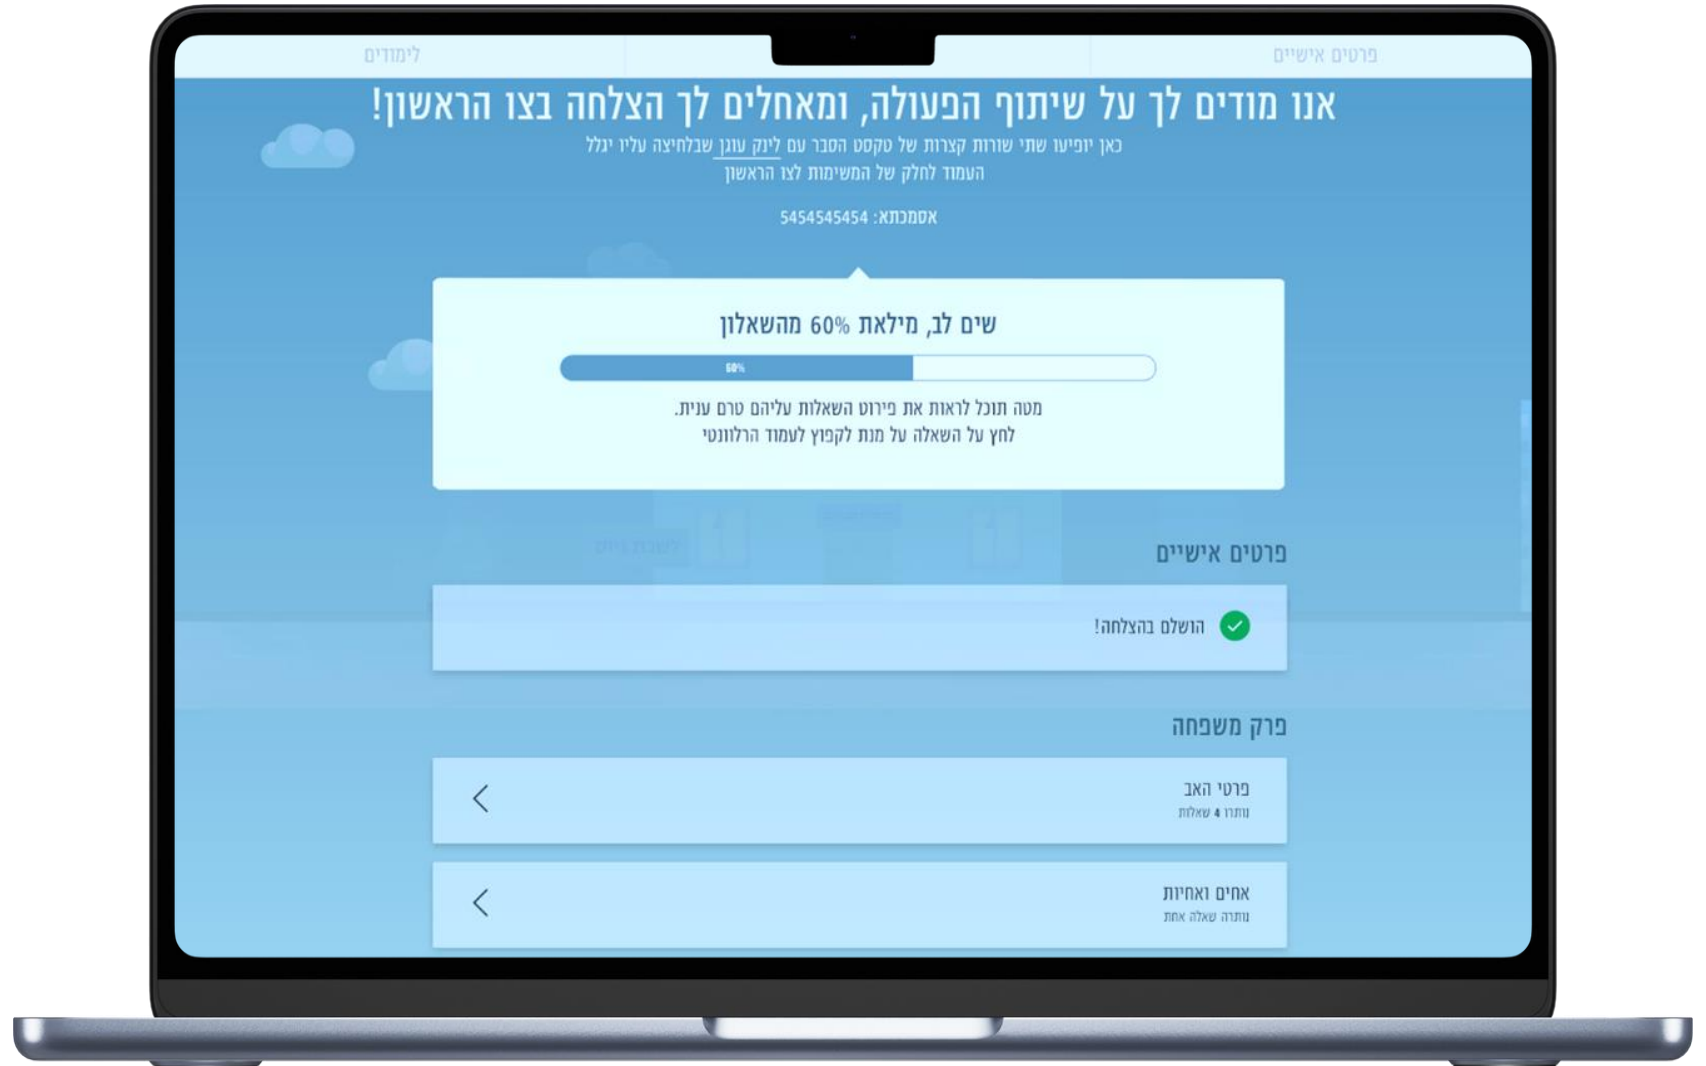 פרטים אישיים
לימודים
אנו מודים לך על שיתוף הפעולה, ומאחלים לך הצלחה בצו הראשון!
כאן יופיעו שתי שורות קצרות של טקסט הסבר עם לינק עוגן שבלחיצה עליו יגלל
העמוד לחלק של המשימות לצו הראשון
אסמכתא: 5454545454
שים לב, מילאת 60% מהשאלון
60%
מטה תוכל לראות את פירוט השאלות עליהם טרם ענית.
לחץ על השאלה על מנת לקפוץ לעמוד הרלוונטי
לשכת גיוס
פרטים אישיים
הושלם בהצלחה!
פרק משפחה
פרטי האב
נותרו 4 שאלות
אחים ואחיות
נותרה שאלה אחת